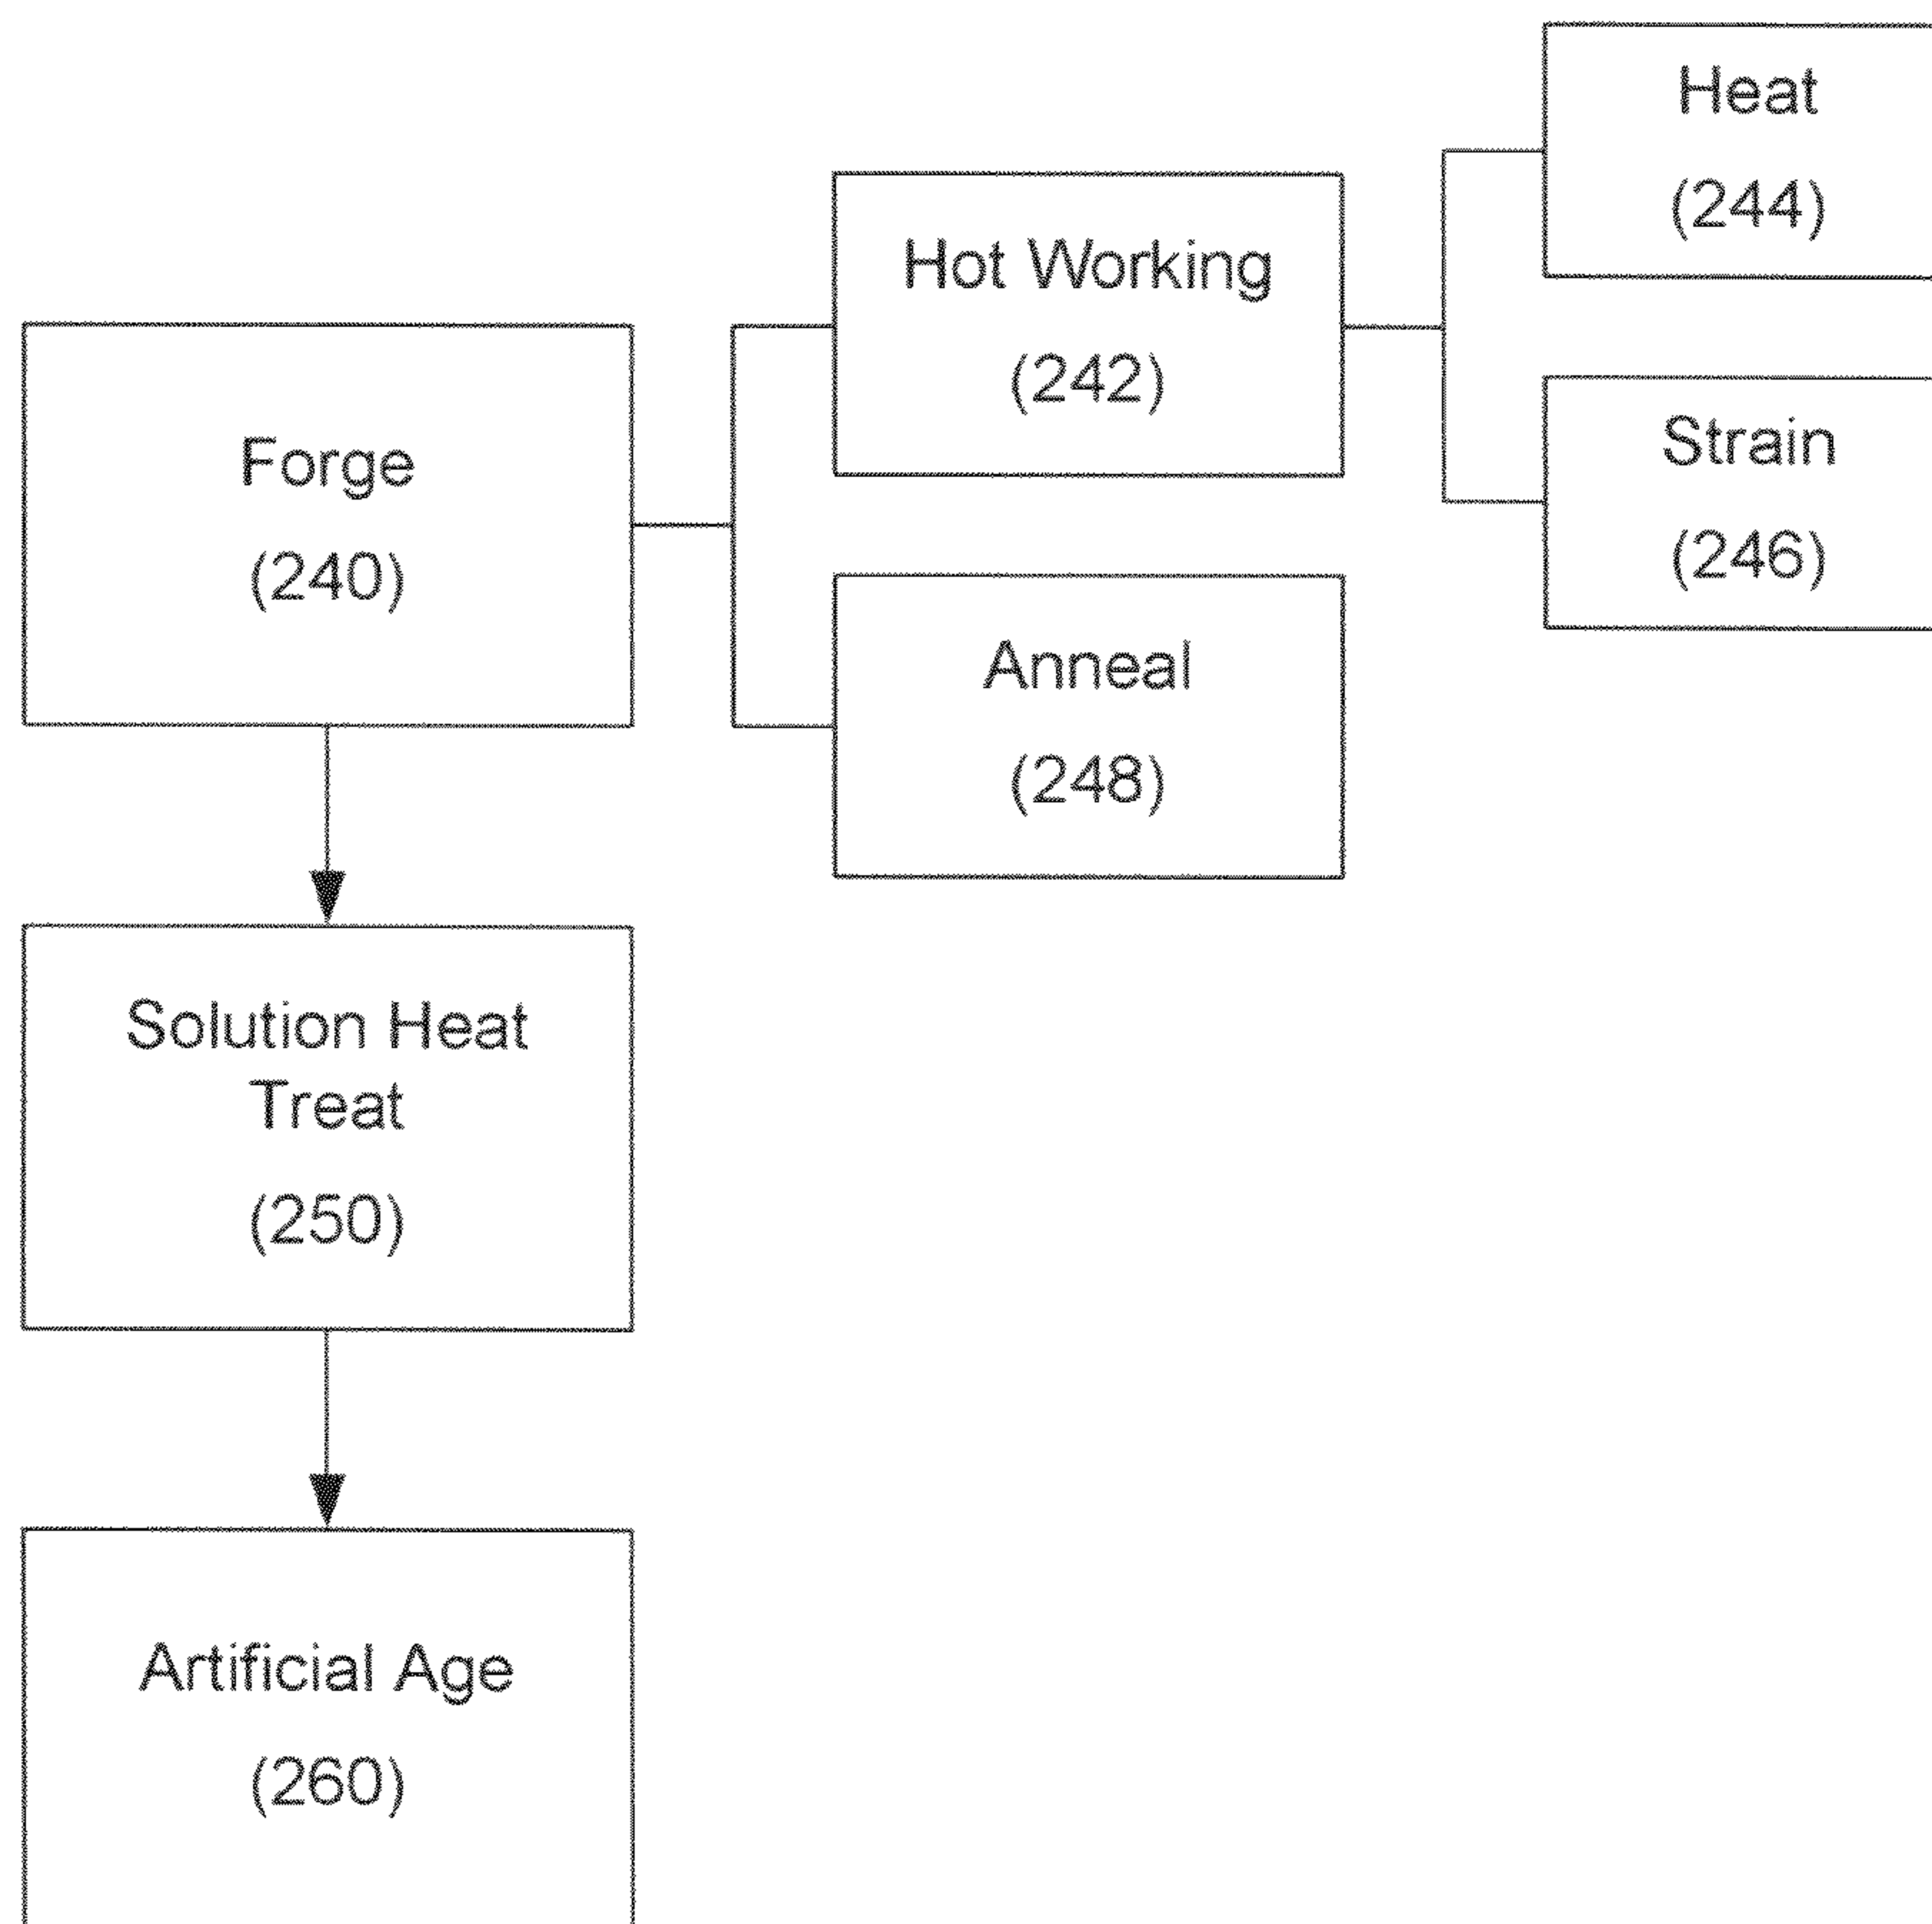 Heat
(244)
Hot Working
(242)
Strain
(246)
Forge
(240)
Anneal
(248)
Solution Heat
Treat
(250)
Artificial Age
(260)